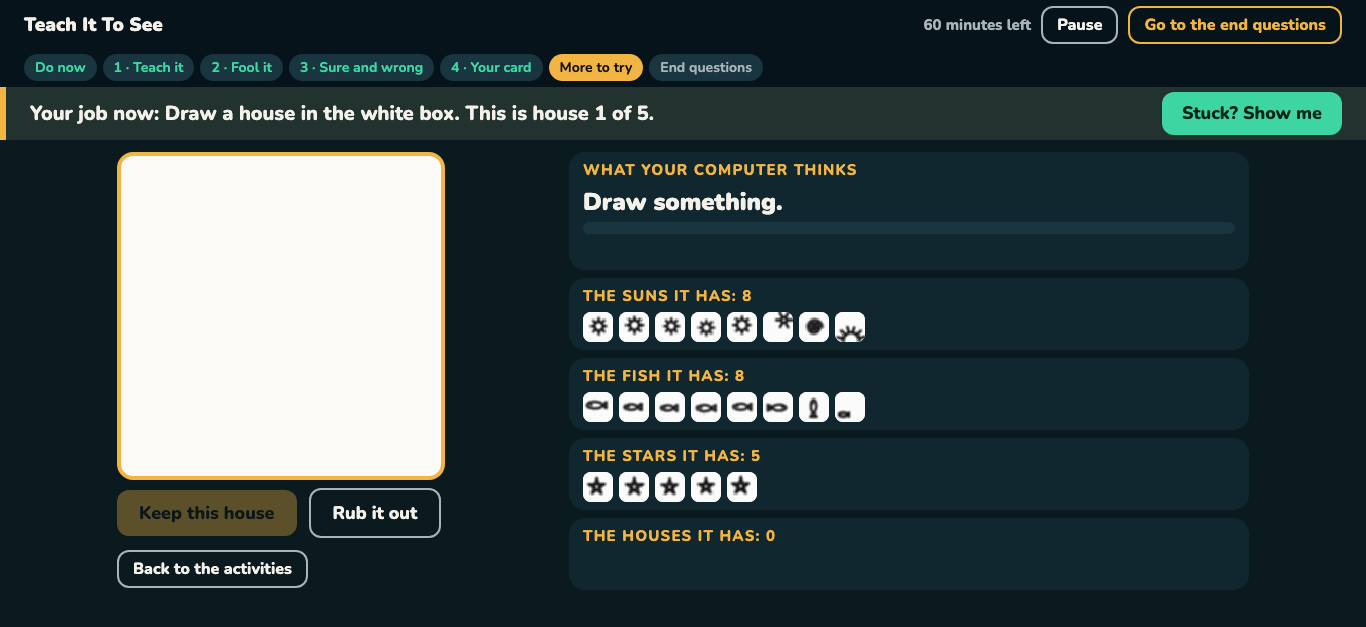 Teach It To See
60 minutes left
Pause
Go to the end questions
Do now
1 · Teach it
2 · Fool it
3 · Sure and wrong
4 · Your card
More to try
End questions
Your job now: Draw a house in the white box. This is house 1 of 5.
Stuck? Show me
WHAT YOUR COMPUTER THINKS
Draw something.
THE SUNS IT HAS: 8
THE FISH IT HAS: 8
THE STARS IT HAS: 5
THE HOUSES IT HAS: 0
Keep this house
Rub it out
Back to the activities